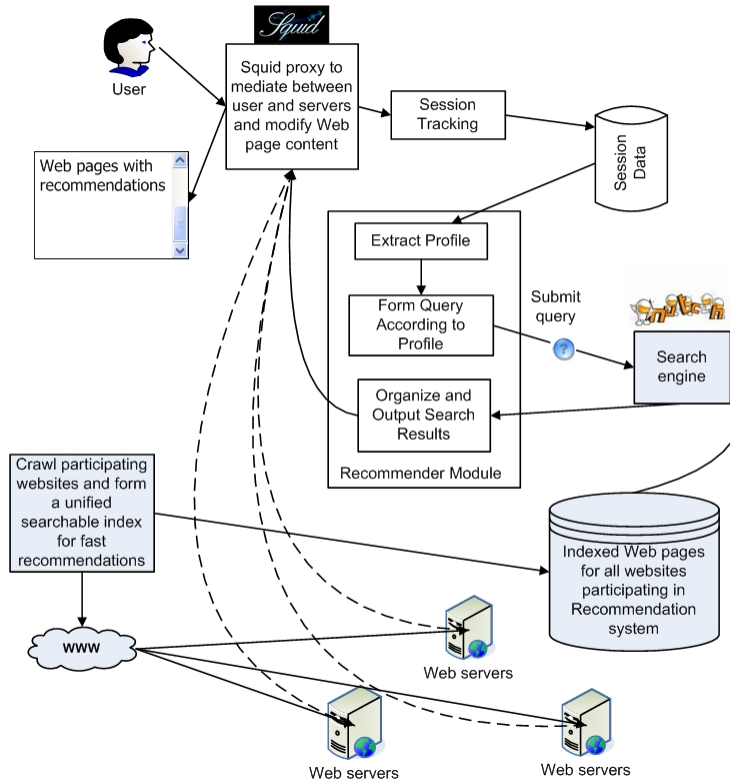 Squid
User
Squid proxy to
mediate between
user and servers
and modify Web
page content
Session
Tracking
Session
Data
Web pages with
recommendations
Extract Profile
Form Query
According to
Profile
Submit
query
?
nutch
Search
engine
Organize and
Output Search
Results
Recommender Module
Crawl participating
websites and form
a unified
searchable index
for fast
recommendations
Indexed Web pages
for all websites
participating in
Recommendation
system
WWW
Web servers
Web servers
Web servers